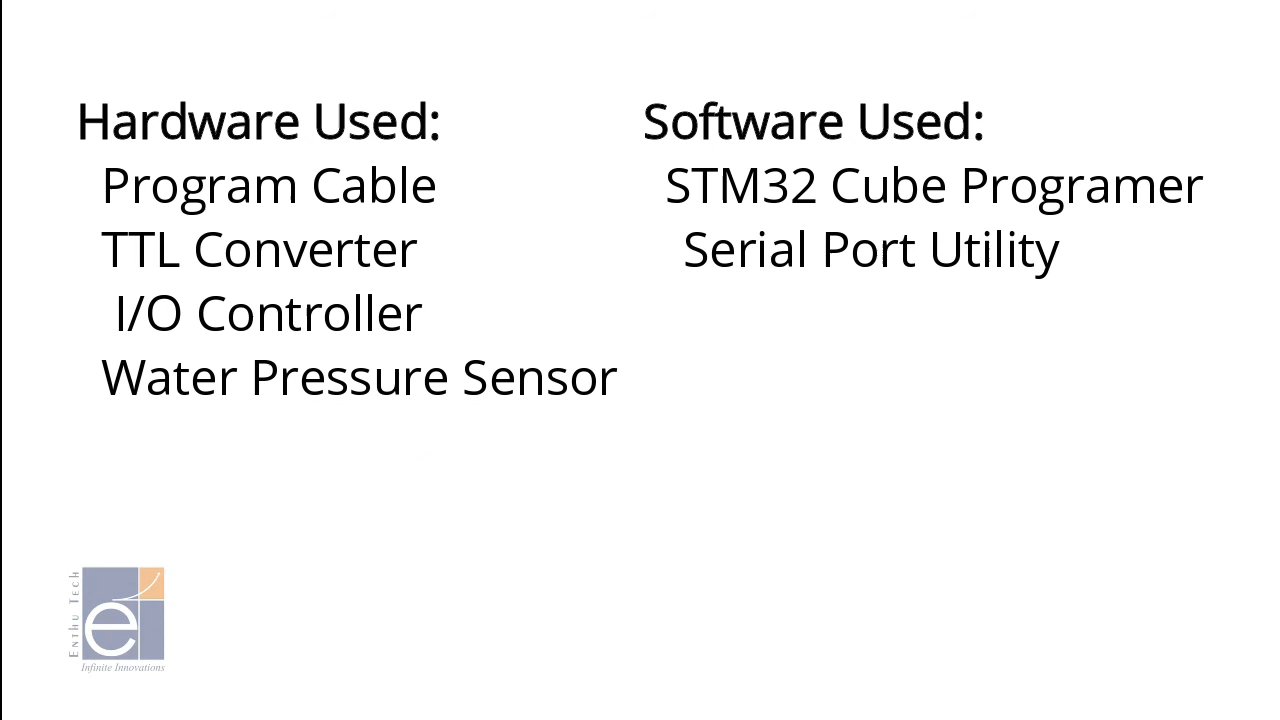 Hardware Used:
Program Cable
TTL Converter
I/O Controller
Water Pressure Sensor
Software Used:
STM32 Cube Programer
Serial Port Utility
Enthu Tech
ei
Infinite Innovations